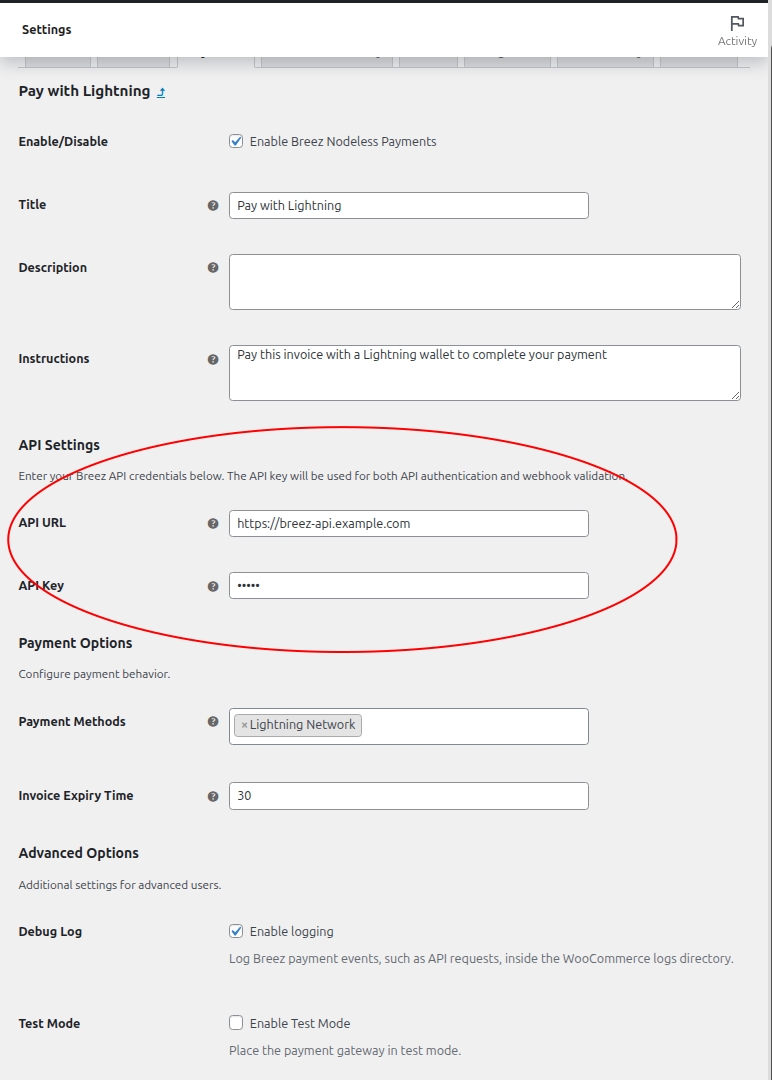 Settings
Activity
Pay with Lightning ⤴
Enable/Disable
Enable Breez Nodeless Payments
Title
Pay with Lightning
Description
Instructions
Pay this invoice with a Lightning wallet to complete your payment
API Settings
Enter your Breez API credentials below. The API key will be used for both API authentication and webhook validation.
API URL
https://breez-api.example.com
API Key
•••••
Payment Options
Configure payment behavior.
Payment Methods
×Lightning Network
Invoice Expiry Time
30
Advanced Options
Additional settings for advanced users.
Debug Log
Enable logging
Log Breez payment events, such as API requests, inside the WooCommerce logs directory.
Test Mode
Enable Test Mode
Place the payment gateway in test mode.